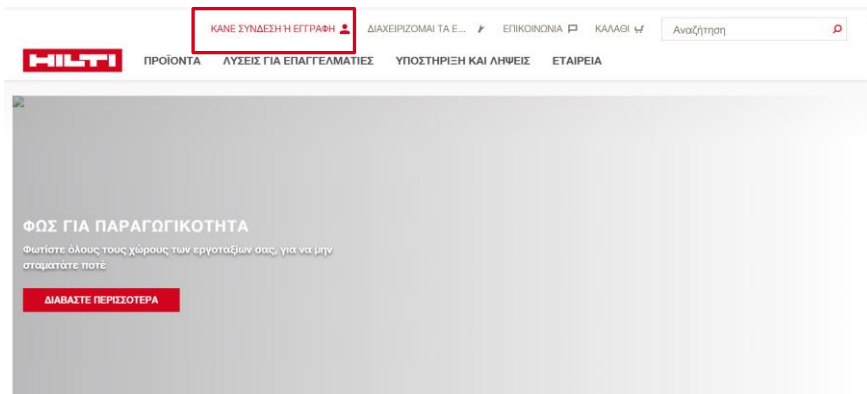 ΚΑΝΕ ΣΥΝΔΕΣΗ Ή ΕΓΓΡΑΦΗ ΔΙΑΧΕΙΡΙΖΟΜΑΙ ΤΑ Ε... ΕΠΙΚΟΙΝΩΝΙΑ ΚΑΛΑΘΙ Αναζήτηση
HILTI ΠΡΟΪΟΝΤΑ ΛΥΣΕΙΣ ΓΙΑ ΕΠΑΓΓΕΛΜΑΤΙΕΣ ΥΠΟΣΤΗΡΙΞΗ ΚΑΙ ΛΗΨΕΙΣ ΕΤΑΙΡΕΙΑ
ΦΩΣ ΓΙΑ ΠΑΡΑΓΩΓΙΚΟΤΗΤΑ
Φωτίστε όλους τους χώρους των εργοταξίων σας, για να μην
σταματάτε ποτέ
ΔΙΑΒΑΣΤΕ ΠΕΡΙΣΣΟΤΕΡΑ